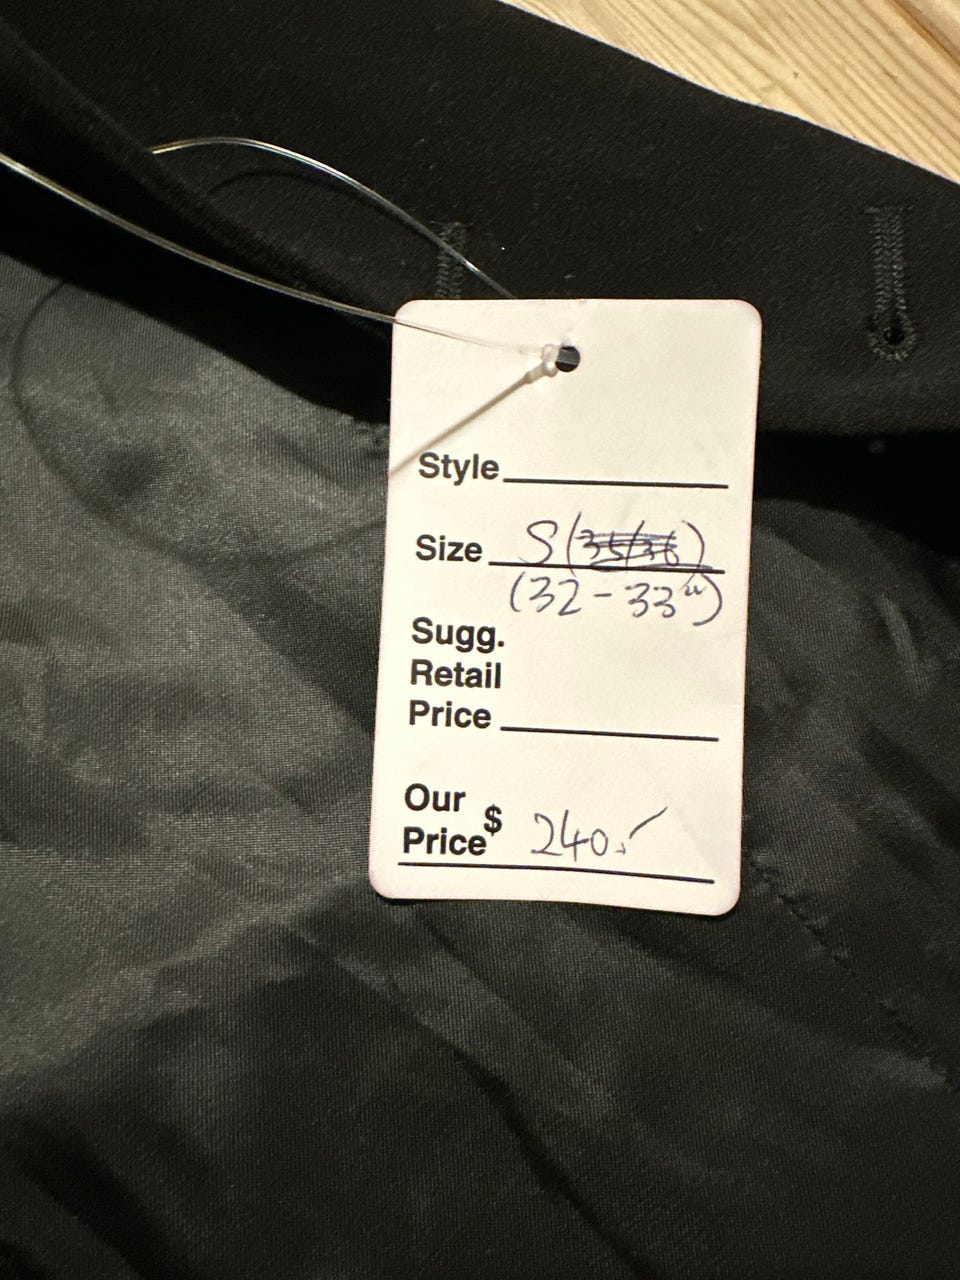 Style
Size S (35/36)
(32-33")
Sugg.
Retail
Price
Our
Price $ 240.